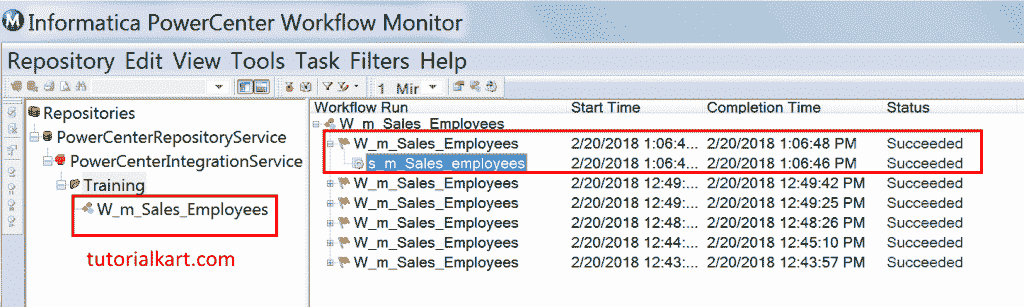 Informatica PowerCenter Workflow Monitor
Repository Edit View Tools Task Filters Help
1 Mir
Repositories
PowerCenterRepositoryService
PowerCenterIntegrationService
Training
W_m_Sales_Employees
tutorialkart.com
Workflow Run Start Time Completion Time Status
W_m_Sales_Employees
W_m_Sales_Employees 2/20/2018 1:06:4... 2/20/2018 1:06:48 PM Succeeded
s_m_Sales_employees 2/20/2018 1:06:4... 2/20/2018 1:06:46 PM Succeeded
W_m_Sales_Employees 2/20/2018 12:49:... 2/20/2018 12:49:42 PM Succeeded
W_m_Sales_Employees 2/20/2018 12:49:... 2/20/2018 12:49:25 PM Succeeded
W_m_Sales_Employees 2/20/2018 12:48:... 2/20/2018 12:48:26 PM Succeeded
W_m_Sales_Employees 2/20/2018 12:44:... 2/20/2018 12:45:10 PM Succeeded
W_m_Sales_Employees 2/20/2018 12:43:... 2/20/2018 12:43:57 PM Succeeded